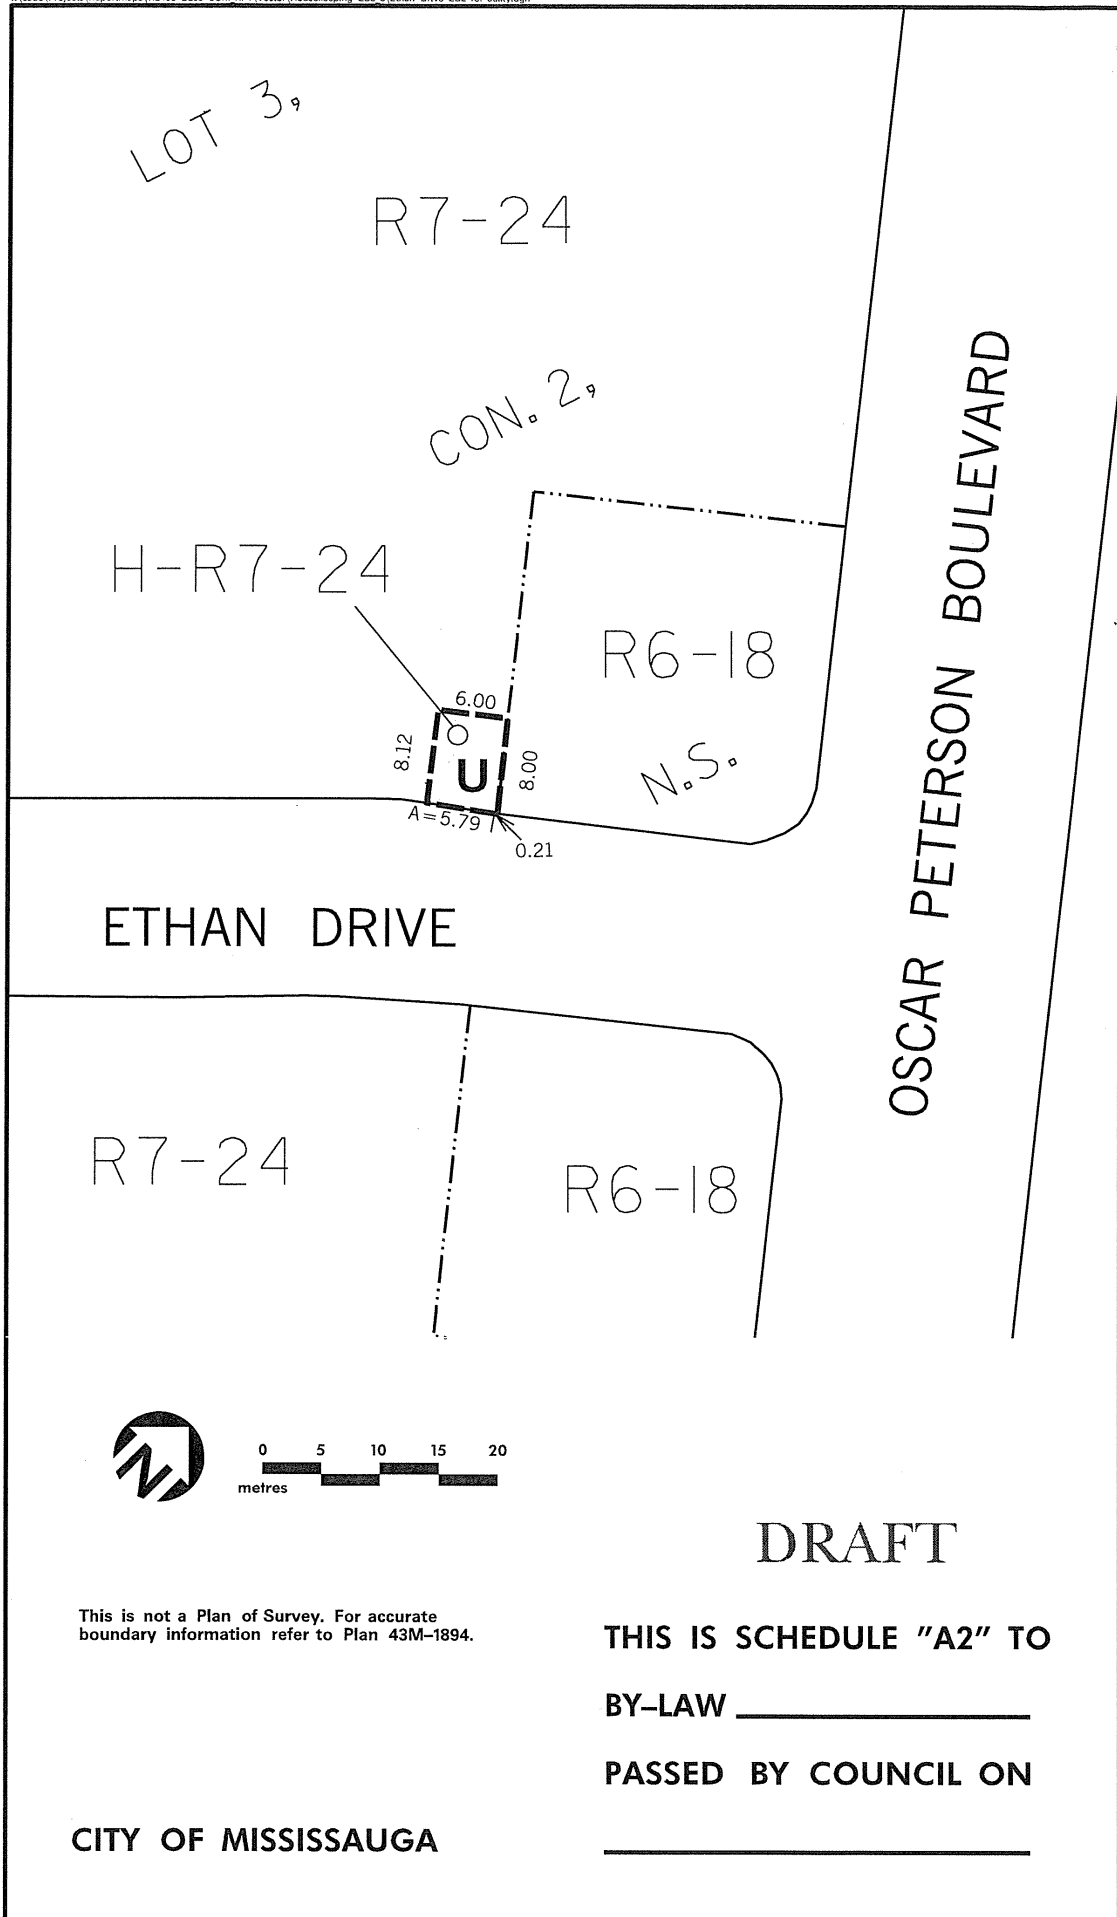 LOT 3,
R7-24
CON. 2,
H-R7-24
R6-18
OSCAR PETERSON BOULEVARD
6.00
8.12
U
8.00
N.S.
A=5.79
0.21
ETHAN DRIVE
R7-24
R6-18
N
0 5 10 15 20
metres
DRAFT
This is not a Plan of Survey. For accurate
boundary information refer to Plan 43M-1894.
THIS IS SCHEDULE "A2" TO
BY-LAW
PASSED BY COUNCIL ON
CITY OF MISSISSAUGA